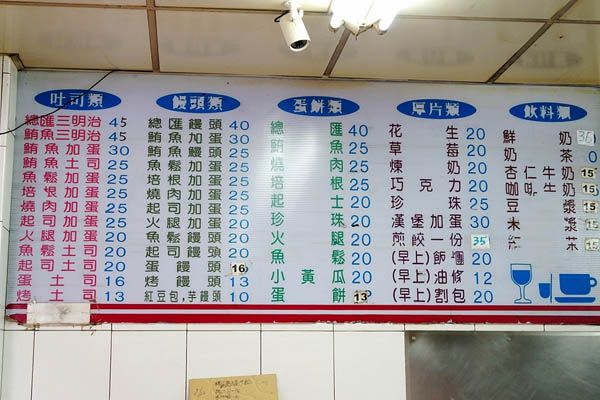 吐司類
總匯三明治 45
鮪魚三明治 45
鮪魚加蛋 30
鮪魚土司 25
魚鬆加蛋 25
培根加蛋 25
燒肉加蛋 25
起司加蛋 25
火腿加蛋 20
魚鬆土司 20
起司土司 20
蛋土司 16
烤土司 13
饅頭類
總匯饅頭 40
鮪魚加蛋 30
鮪魚饅頭 25
魚鬆加蛋 25
培根加蛋 25
燒肉加蛋 25
起司加蛋 25
火腿加蛋 25
魚鬆饅頭 20
起司饅頭 20
蛋饅頭 16
烤饅頭 13
紅豆包,芋饅頭 10
蛋餅類
總匯 40
鮪魚 25
燒肉 25
培根 25
起士 20
珍珠 20
火腿 20
魚鬆 20
小黃瓜 20
蛋餅 13
厚片類
花生 20
草莓 20
煉奶 20
巧克力 20
珍珠 25
漢堡加蛋 30
煎餃一份 35
(早上)飯糰 20
(早上)油條 12
(早上)割包 20
飲料類
鮮奶 36
奶茶
杏仁牛奶 15
咖啡牛奶 15
豆漿 15
米漿 15
紅茶 15